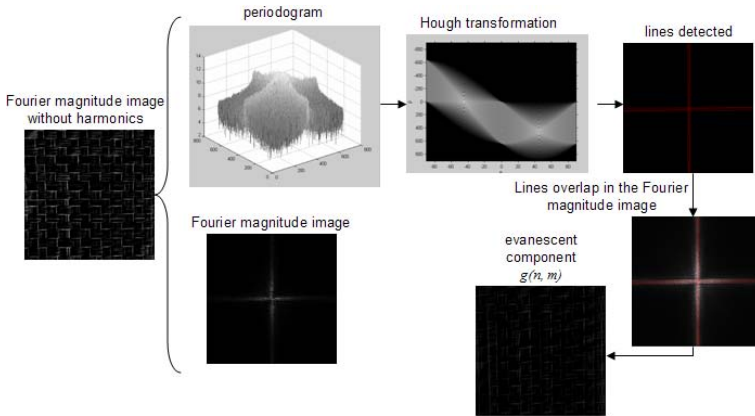 periodogram
Hough transformation
lines detected
Fourier magnitude image
without harmonics
Lines overlap in the Fourier
magnitude image
Fourier magnitude image
evanescent
component
g(n, m)